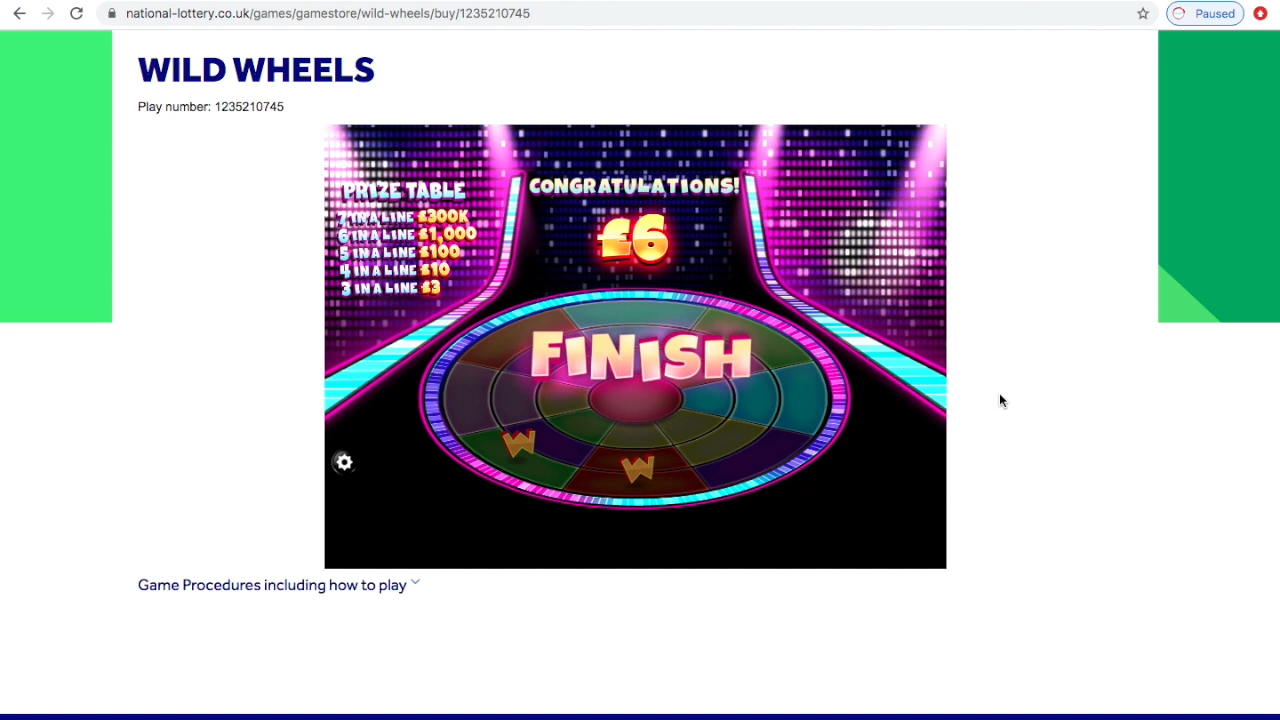 national-lottery.co.uk/games/gamestore/wild-wheels/buy/1235210745
Paused
WILD WHEELS
Play number: 1235210745
PRIZE TABLE
7 IN A LINE £300K
6 IN A LINE £1,000
5 IN A LINE £100
4 IN A LINE £10
3 IN A LINE £3
CONGRATULATIONS!
£6
FINISH
W
W
Game Procedures including how to play